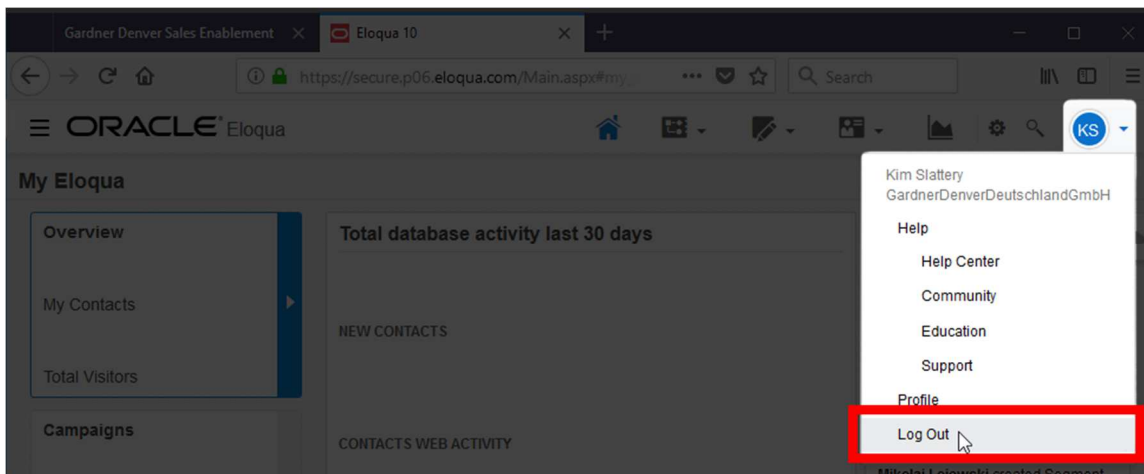 Gardner Denver Sales Enablement
Eloqua 10
https://secure.p06.eloqua.com/Main.aspx#my
Search
ORACLE Eloqua
KS
My Eloqua
Kim Slattery
GardnerDenverDeutschlandGmbH
Overview
My Contacts
Total Visitors
Campaigns
Total database activity last 30 days
NEW CONTACTS
CONTACTS WEB ACTIVITY
Help
Help Center
Community
Education
Support
Profile
Log Out
created Segment